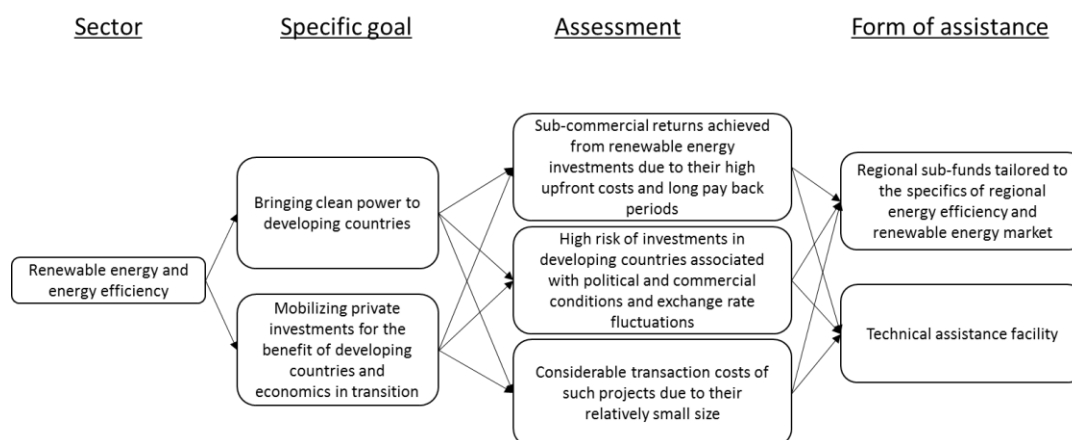 Sector
Specific goal
Assessment
Form of assistance
Renewable energy and
energy efficiency
Bringing clean power to
developing countries
Mobilizing private
investments for the
benefit of developing
countries and
economics in transition
Sub-commercial returns achieved
from renewable energy
investments due to their high
upfront costs and long pay back
periods
High risk of investments in
developing countries associated
with political and commercial
conditions and exchange rate
fluctuations
Considerable transaction costs of
such projects due to their
relatively small size
Regional sub-funds tailored to
the specifics of regional
energy efficiency and
renewable energy market
Technical assistance facility